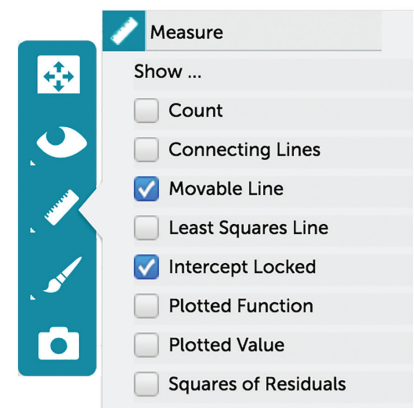 Measure
Show ...
Count
Connecting Lines
Movable Line
Least Squares Line
Intercept Locked
Plotted Function
Plotted Value
Squares of Residuals